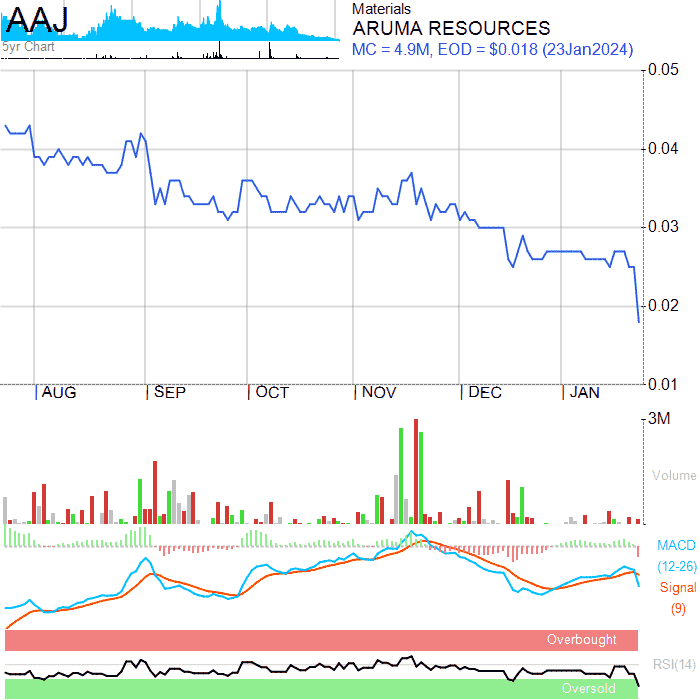 AAJ
5yr Chart
Materials
ARUMA RESOURCES
MC = 4.9M, EOD = $0.018 (23Jan2024)
0.05
0.04
0.03
0.02
0.01
AUG
SEP
OCT
NOV
DEC
JAN
3M
Volume
MACD
(12-26)
Signal
(9)
Overbought
RSI(14)
Oversold